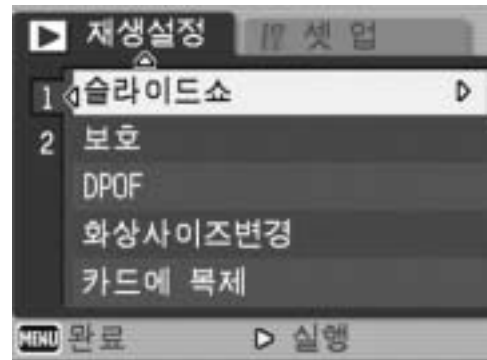 재생설정 셋업
1 슬라이드쇼
2 보호
DPOF
화상사이즈변경
카드에 복제
MENU 완료 실행